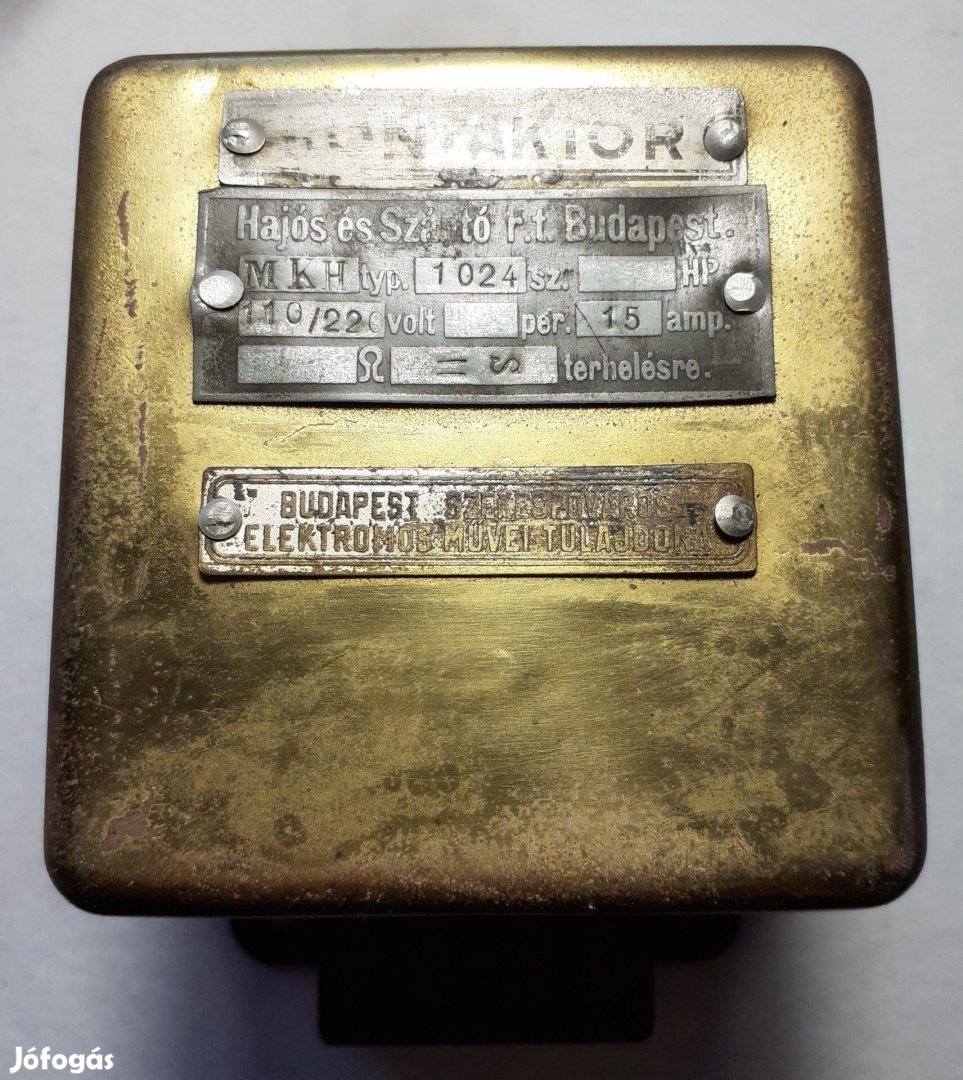 KONTAKTOR
Hajós és Szántó F.t. Budapest.
MKH typ. 1024 sz. HP
110/220 volt per. 15 amp.
Ω = S terhelésre.
BUDAPEST SZÉKESFŐVÁROS
ELEKTROMOS MŰVEI TULAJDONA
Jófogás